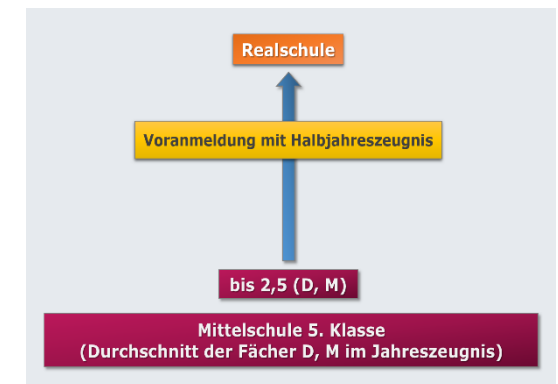 Realschule
Voranmeldung mit Halbjahreszeugnis
bis 2,5 (D, M)
Mittelschule 5. Klasse
(Durchschnitt der Fächer D, M im Jahreszeugnis)